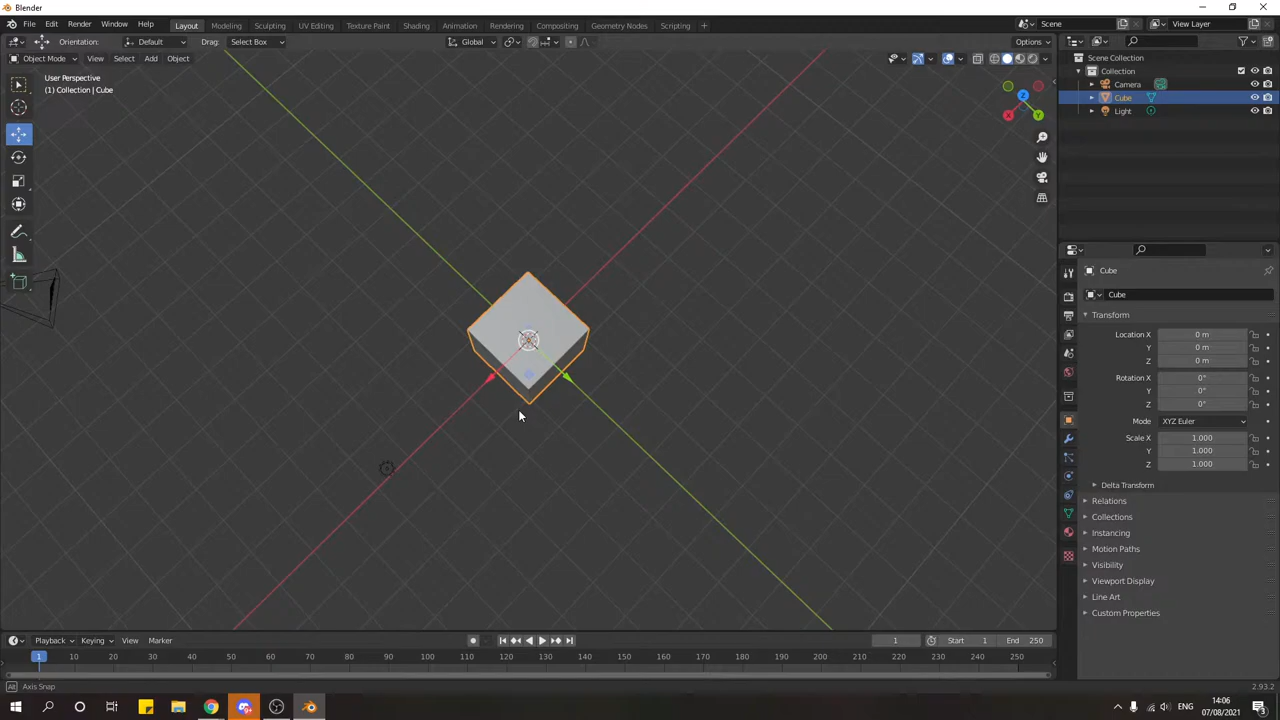 Blender
File Edit Render Window Help Layout Modeling Sculpting UV Editing Texture Paint Shading Animation Rendering Compositing Geometry Nodes Scripting + Scene View Layer
Orientation: Default Drag: Select Box Global Options
Object Mode View Select Add Object
User Perspective
(1) Collection | Cube
Scene Collection
Collection
Camera
Cube
Light
Z
X Y
Cube
Cube
Transform
Location X 0 m
Y 0 m
Z 0 m
Rotation X 0°
Y 0°
Z 0°
Mode XYZ Euler
Scale X 1.000
Y 1.000
Z 1.000
Delta Transform
Relations
Collections
Instancing
Motion Paths
Visibility
Viewport Display
Line Art
Custom Properties
Playback Keying View Marker 1 Start 1 End 250
1 10 20 30 40 50 60 70 80 90 100 110 120 130 140 150 160 170 180 190 200 210 220 230 240 250
Axis Snap 2.93.2
ENG 14:06
07/08/2021
3